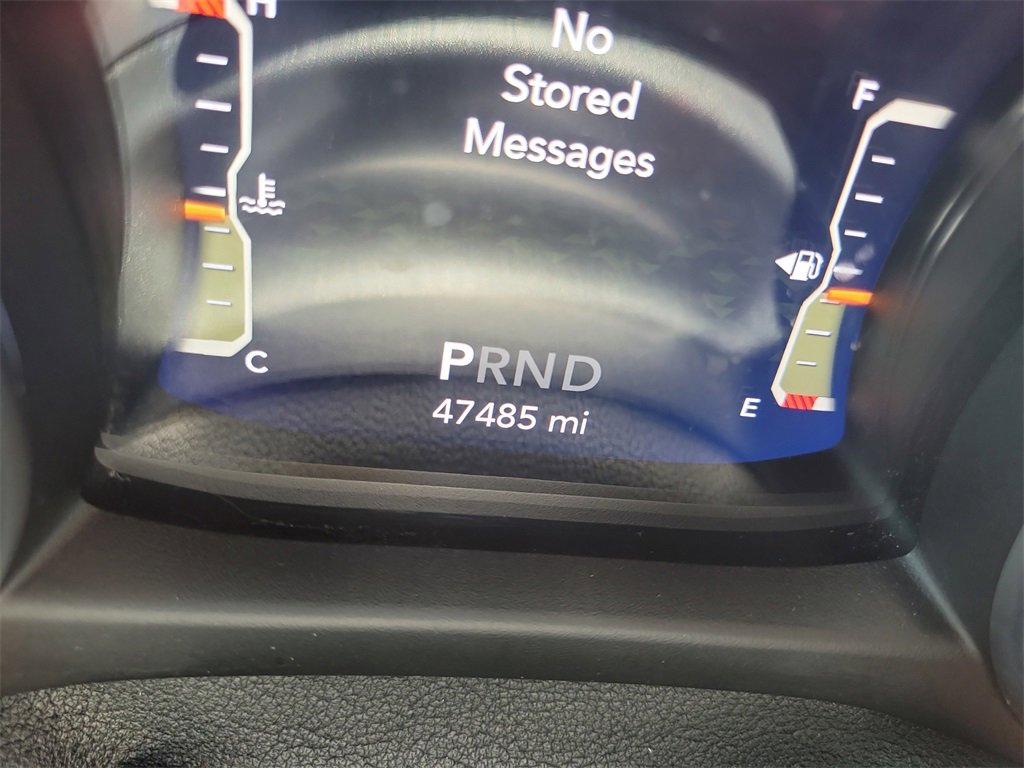 H
No
Stored
Messages
F
C
PRND
E
47485 mi